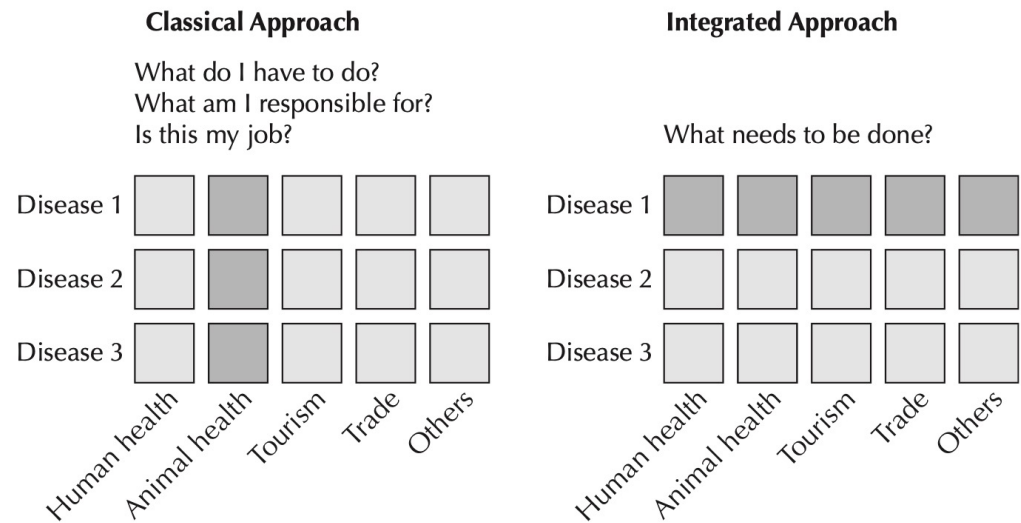 Classical Approach
What do I have to do?
What am I responsible for?
Is this my job?
Disease 1
Disease 2
Disease 3
Human health
Animal health
Tourism
Trade
Others
Integrated Approach
What needs to be done?
Disease 1
Disease 2
Disease 3
Human health
Animal health
Tourism
Trade
Others